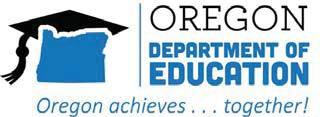 OREGON
DEPARTMENT OF
EDUCATION
Oregon achieves . . . together!